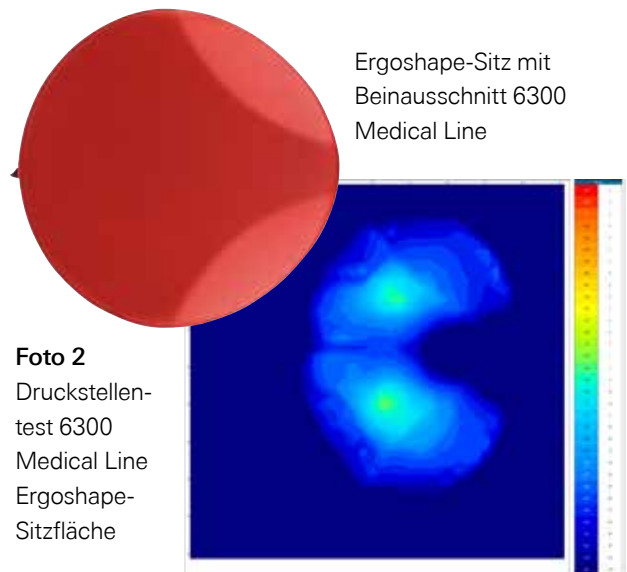 Ergoshape-Sitz mit
Beinausschnitt 6300
Medical Line
Foto 2
Druckstellen-
test 6300
Medical Line
Ergoshape-
Sitzfläche